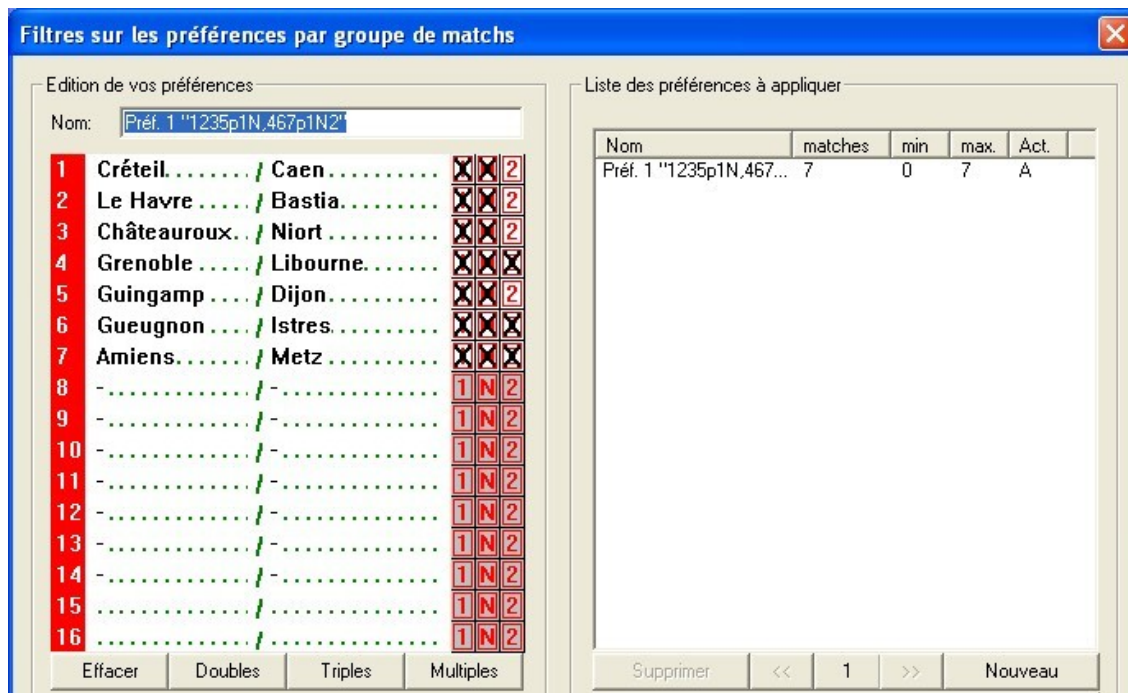 Filtres sur les préférences par groupe de matchs
Edition de vos préférences
Nom: Préf. 1 "1235p1N,467p1N2"
1 Créteil........ / Caen........... X X 2
2 Le Havre ..... / Bastia......... X X 2
3 Châteauroux.. / Niort .......... X X 2
4 Grenoble ..... / Libourne....... X X X
5 Guingamp .... / Dijon.......... X X 2
6 Gueugnon .... / Istres.......... X X X
7 Amiens....... / Metz .......... X X X
8 -............. / -.............. 1 N 2
9 -............. / -.............. 1 N 2
10 -............. / -.............. 1 N 2
11 -............. / -.............. 1 N 2
12 -............. / -.............. 1 N 2
13 -............. / -.............. 1 N 2
14 -............. / -.............. 1 N 2
15 .............. / ............... 1 N 2
16 .............. / ............... 1 N 2
Effacer Doubles Triples Multiples
Liste des préférences à appliquer
Nom matches min max. Act.
Préf. 1 "1235p1N,467... 7 0 7 A
Supprimer << 1 >> Nouveau